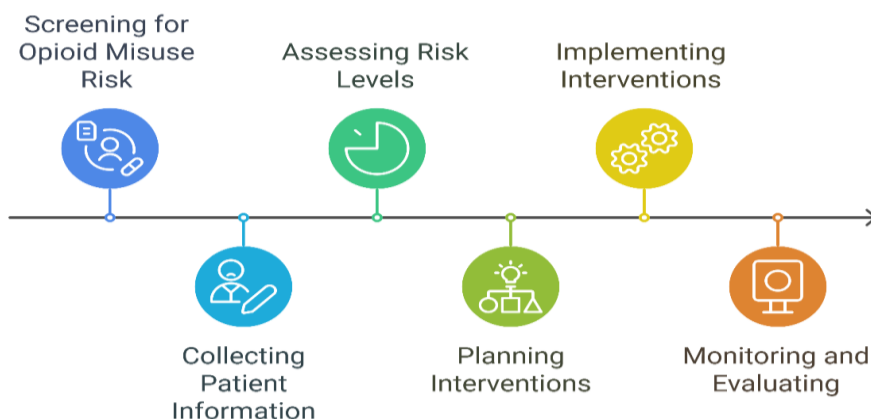 Screening for
Opioid Misuse
Risk
Collecting
Patient
Information
Assessing Risk
Levels
Planning
Interventions
Implementing
Interventions
Monitoring and
Evaluating